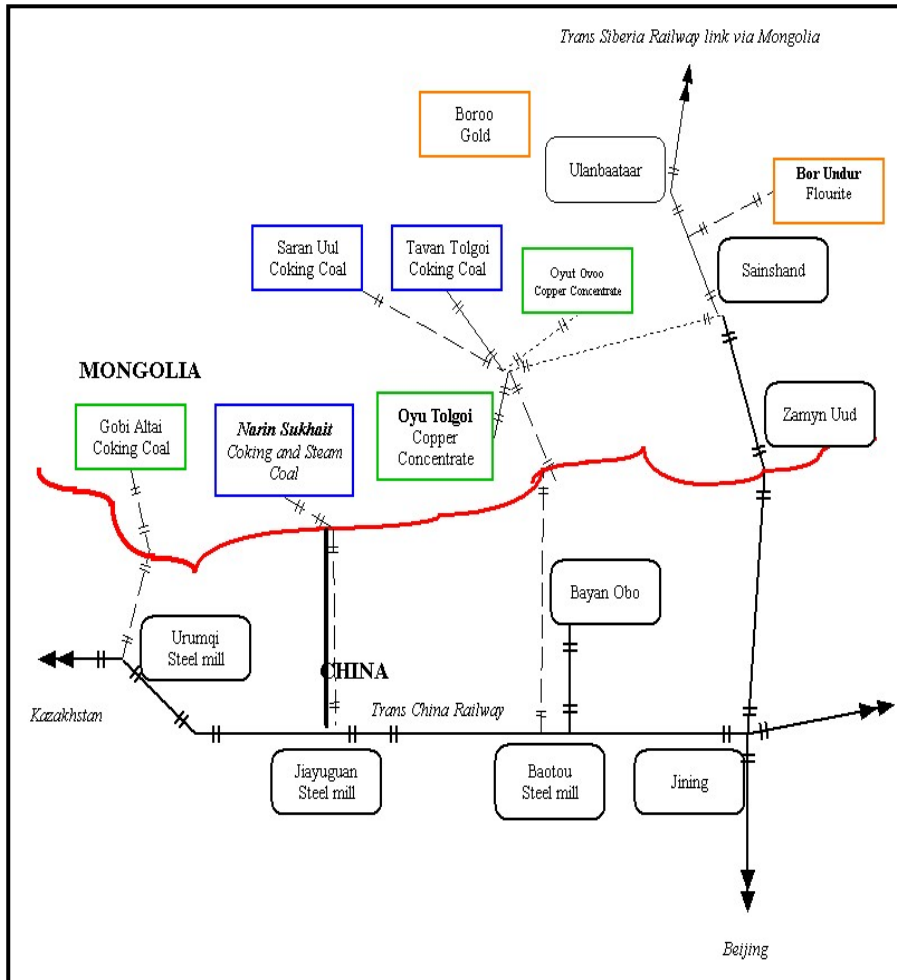 Trans Siberia Railway link via Mongolia
Boroo
Gold
Ulanbaataar
Bor Undur
Flourite
Saran Uul
Coking Coal
Tavan Tolgoi
Coking Coal
Oyut Ovoo
Copper Concentrate
Sainshand
MONGOLIA
Gobi Altai
Coking Coal
Narin Sukhait
Coking and Steam
Coal
Oyu Tolgoi
Copper
Concentrate
Zamyn Uud
Bayan Obo
Urumqi
Steel mill
CHINA
Kazakhstan
Trans China Railway
Jiayuguan
Steel mill
Baotou
Steel mill
Jining
Beijing